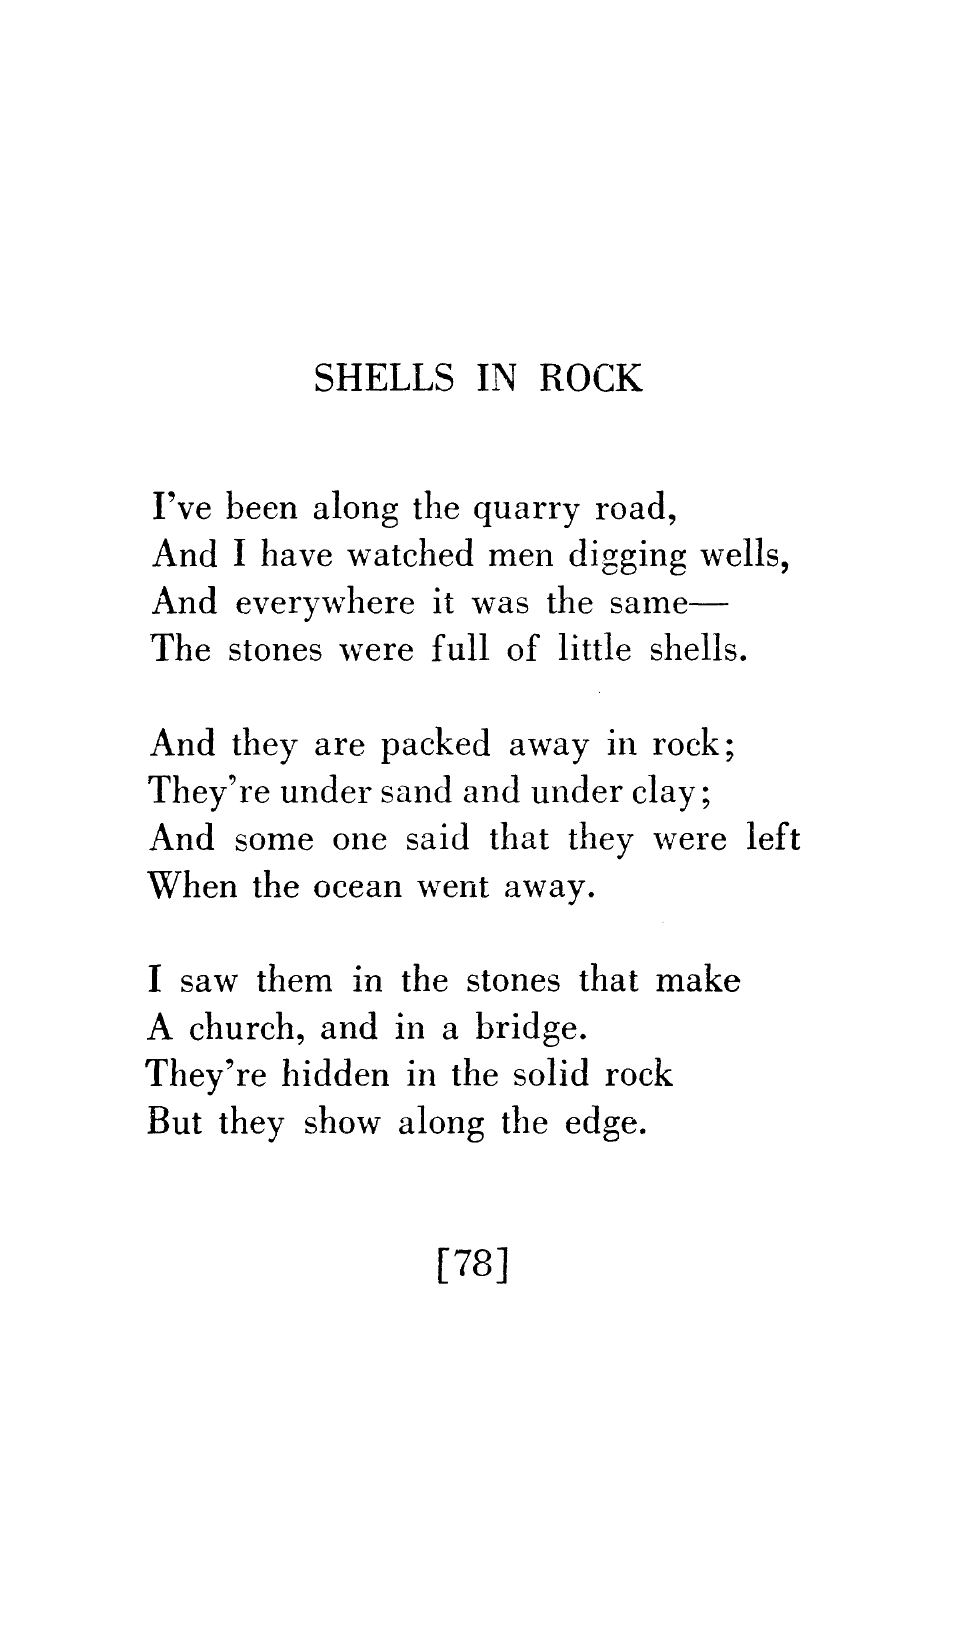 SHELLS IN ROCK
I've been along the quarry road,
And I have watched men digging wells,
And everywhere it was the same—
The stones were full of little shells.
And they are packed away in rock;
They're under sand and under clay;
And some one said that they were left
When the ocean went away.
I saw them in the stones that make
A church, and in a bridge.
They're hidden in the solid rock
But they show along the edge.
[78]